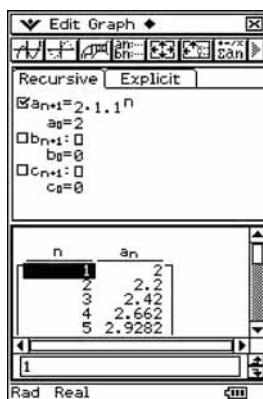 Edit Graph ◆
Recursive Explicit
aₙ₊₁=2·1.1ⁿ
a₀=2
bₙ₊₁:□
b₀=0
cₙ₊₁:□
c₀=0
n aₙ
1 2
2 2.2
3 2.42
4 2.662
5 2.9282
1
Rad Real